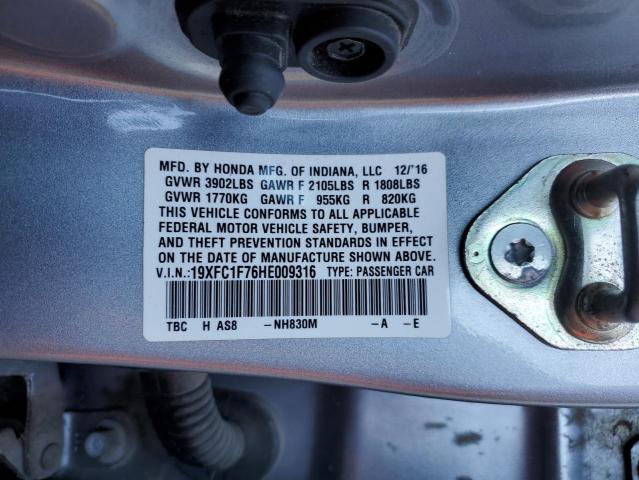 MFD. BY HONDA MFG. OF INDIANA, LLC 12/'16
GVWR 3902LBS GAWR F 2105LBS R 1808LBS
GVWR 1770KG GAWR F 955KG R 820KG
THIS VEHICLE CONFORMS TO ALL APPLICABLE
FEDERAL MOTOR VEHICLE SAFETY, BUMPER,
AND THEFT PREVENTION STANDARDS IN EFFECT
ON THE DATE OF MANUFACTURE SHOWN ABOVE.
V.I.N.:19XFC1F76HE009316 TYPE: PASSENGER CAR
TBC H AS8 -NH830M -A -E